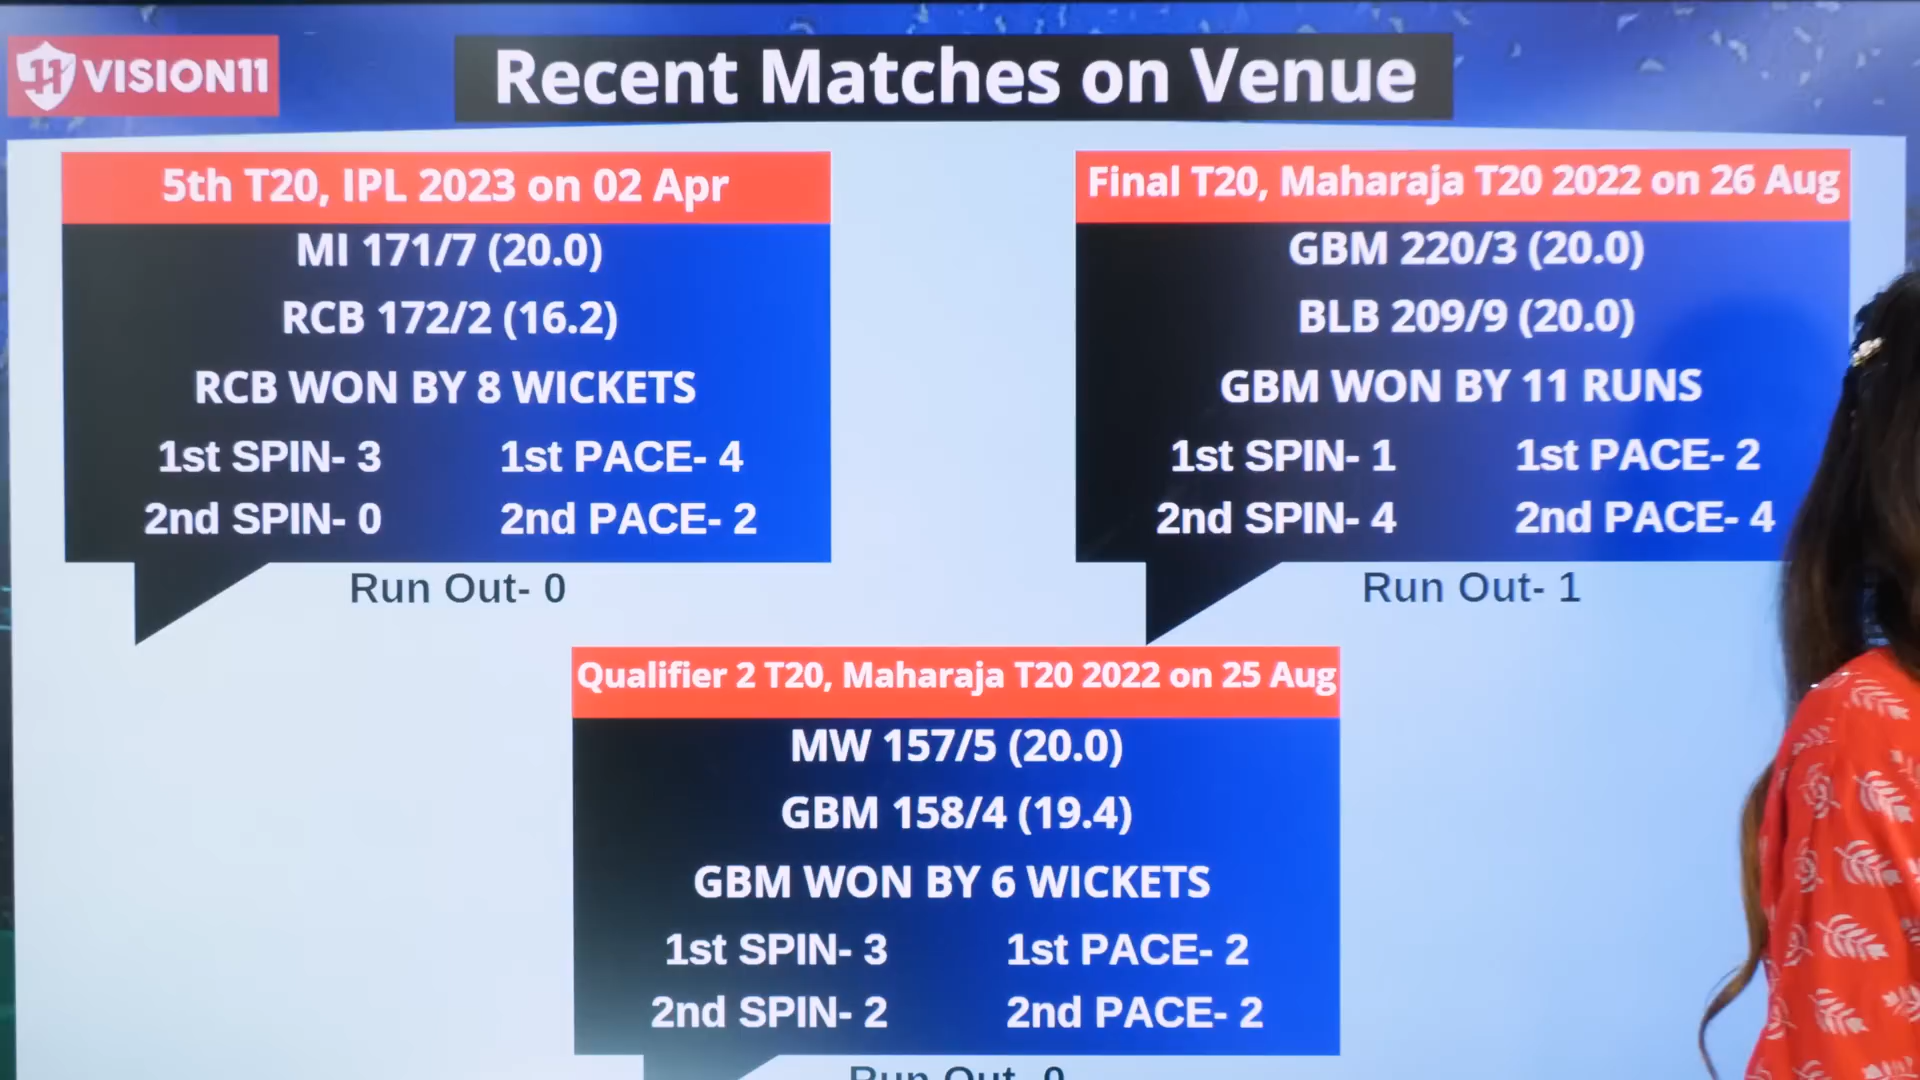 VISION11
Recent Matches on Venue
5th T20, IPL 2023 on 02 Apr
MI 171/7 (20.0)
RCB 172/2 (16.2)
RCB WON BY 8 WICKETS
1st SPIN- 3 1st PACE- 4
2nd SPIN- 0 2nd PACE- 2
Run Out- 0
Final T20, Maharaja T20 2022 on 26 Aug
GBM 220/3 (20.0)
BLB 209/9 (20.0)
GBM WON BY 11 RUNS
1st SPIN- 1 1st PACE- 2
2nd SPIN- 4 2nd PACE- 4
Run Out- 1
Qualifier 2 T20, Maharaja T20 2022 on 25 Aug
MW 157/5 (20.0)
GBM 158/4 (19.4)
GBM WON BY 6 WICKETS
1st SPIN- 3 1st PACE- 2
2nd SPIN- 2 2nd PACE- 2
Run Out- 0